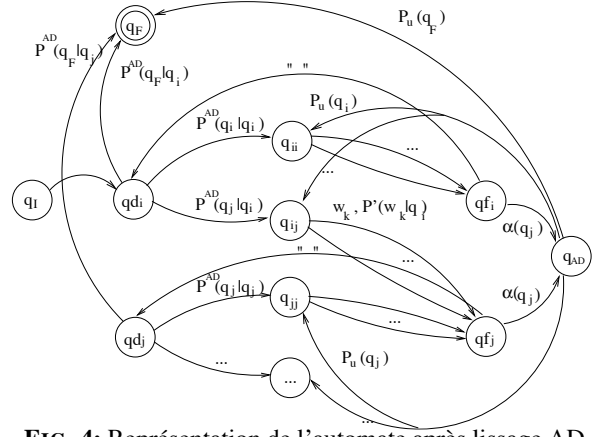 q_F
P_u(q_F)
P^AD(q_F|q_j)
P^AD(q_F|q_i)
" "
P_u(q_i)
P^AD(q_i|q_i)
q_ii
...
...
q_I
qd_i
qf_i
P^AD(q_j|q_i)
q_ij
w_k , P'(w_k|q_i)
α(q_j)
...
q_AD
" "
P^AD(q_j|q_j)
α(q_j)
q_jj
...
qd_j
qf_j
P_u(q_j)
...
...
...
FIG. 4: Représentation de l'automate après lissage AD